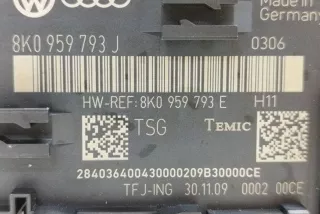 Made in
Germany
8K0 959 793 J
0306
HW-REF: 8K0 959 793 E H11
TSG TEMIC
284036400430000209B30000CE
TFJ-ING 30.11.09 0002 00CE